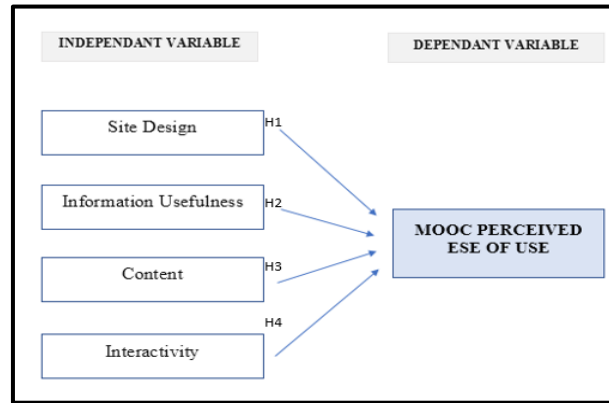 INDEPENDANT VARIABLE
DEPENDANT VARIABLE
Site Design
H1
Information Usefulness
H2
MOOC PERCEIVED
ESE OF USE
Content
H3
Interactivity
H4